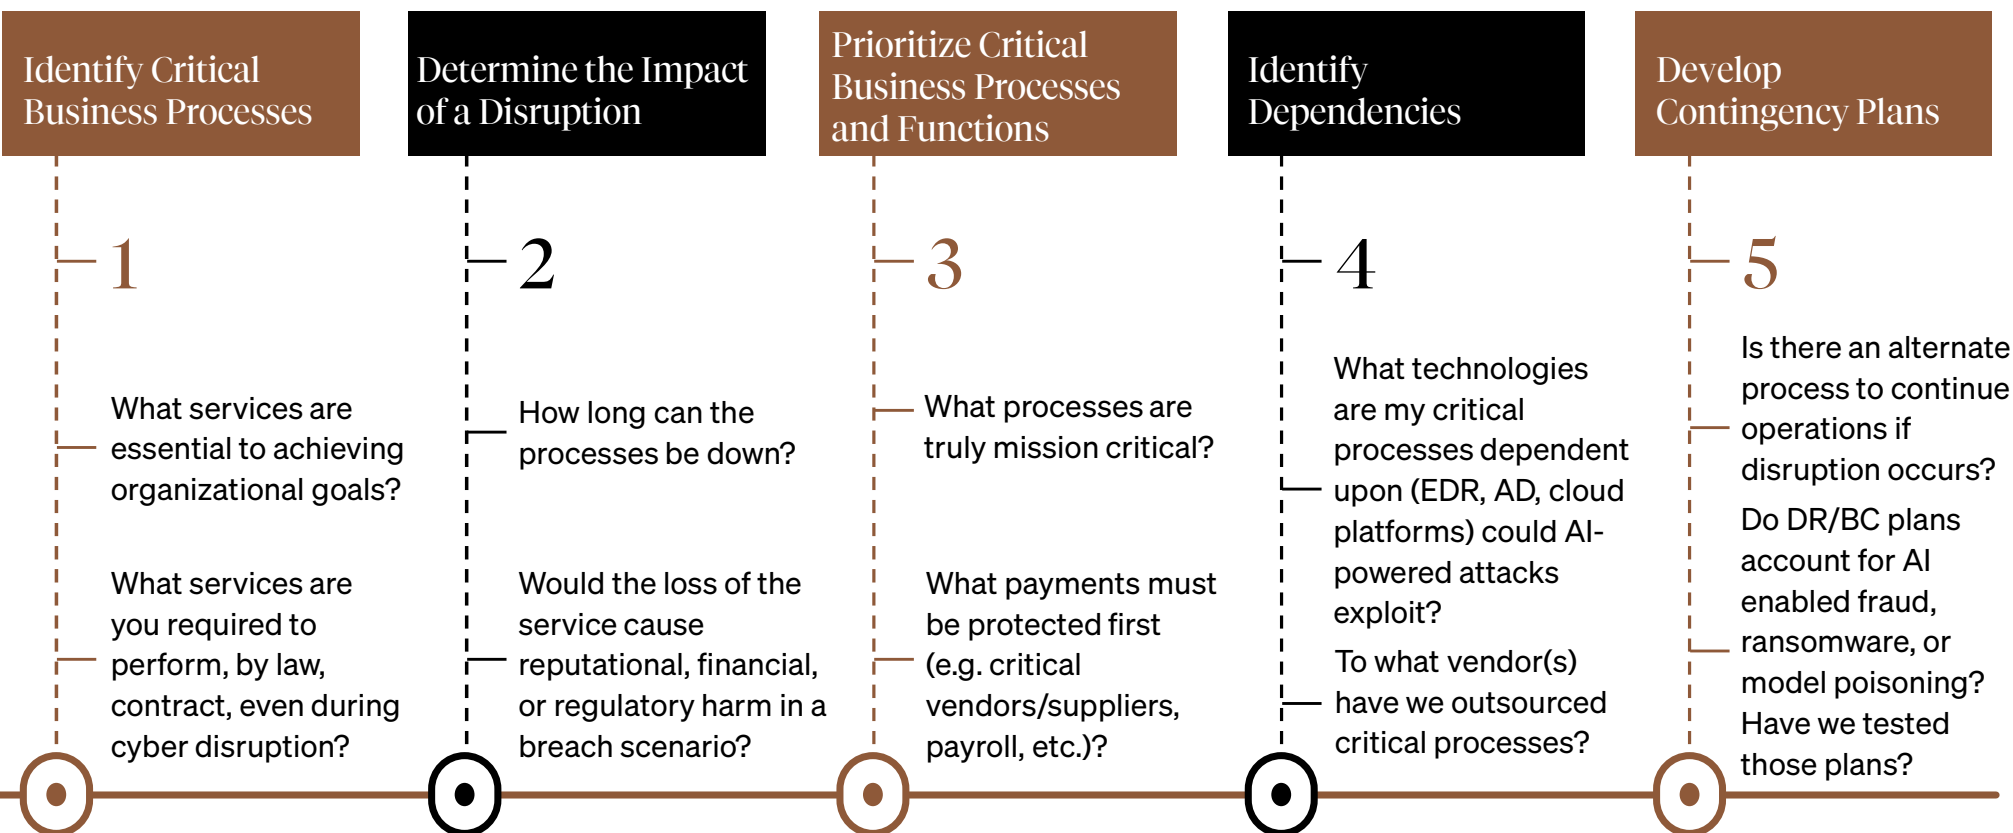 Identify Critical
Business Processes
1
What services are
essential to achieving
organizational goals?
What services are
you required to
perform, by law,
contract, even during
cyber disruption?
Determine the Impact
of a Disruption
2
How long can the
processes be down?
Would the loss of the
service cause
reputational, financial,
or regulatory harm in a
breach scenario?
Prioritize Critical
Business Processes
and Functions
3
What processes are
truly mission critical?
What payments must
be protected first
(e.g. critical
vendors/suppliers,
payroll, etc.)?
Identify
Dependencies
4
What technologies
are my critical
processes dependent
upon (EDR, AD, cloud
platforms) could AI-
powered attacks
exploit?
To what vendor(s)
have we outsourced
critical processes?
Develop
Contingency Plans
5
Is there an alternate
process to continue
operations if
disruption occurs?
Do DR/BC plans
account for AI
enabled fraud,
ransomware, or
model poisoning?
Have we tested
those plans?